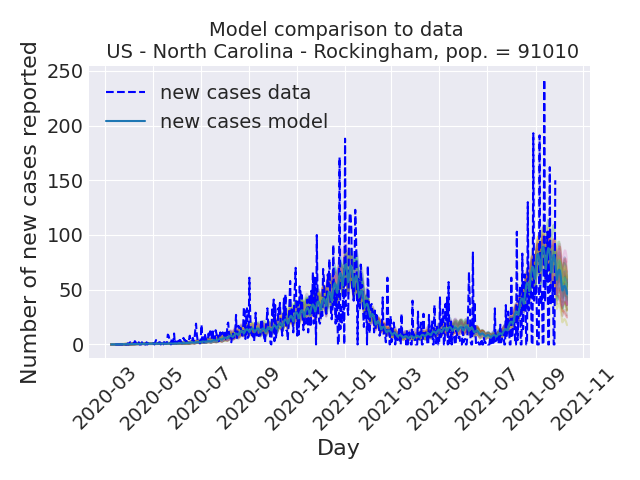 Model comparison to data
US - North Carolina - Rockingham, pop. = 91010
Number of new cases reported
250
200
150
100
50
0
new cases data
new cases model
2020-03
2020-05
2020-07
2020-09
2020-11
2021-01
2021-03
2021-05
2021-07
2021-09
2021-11
Day